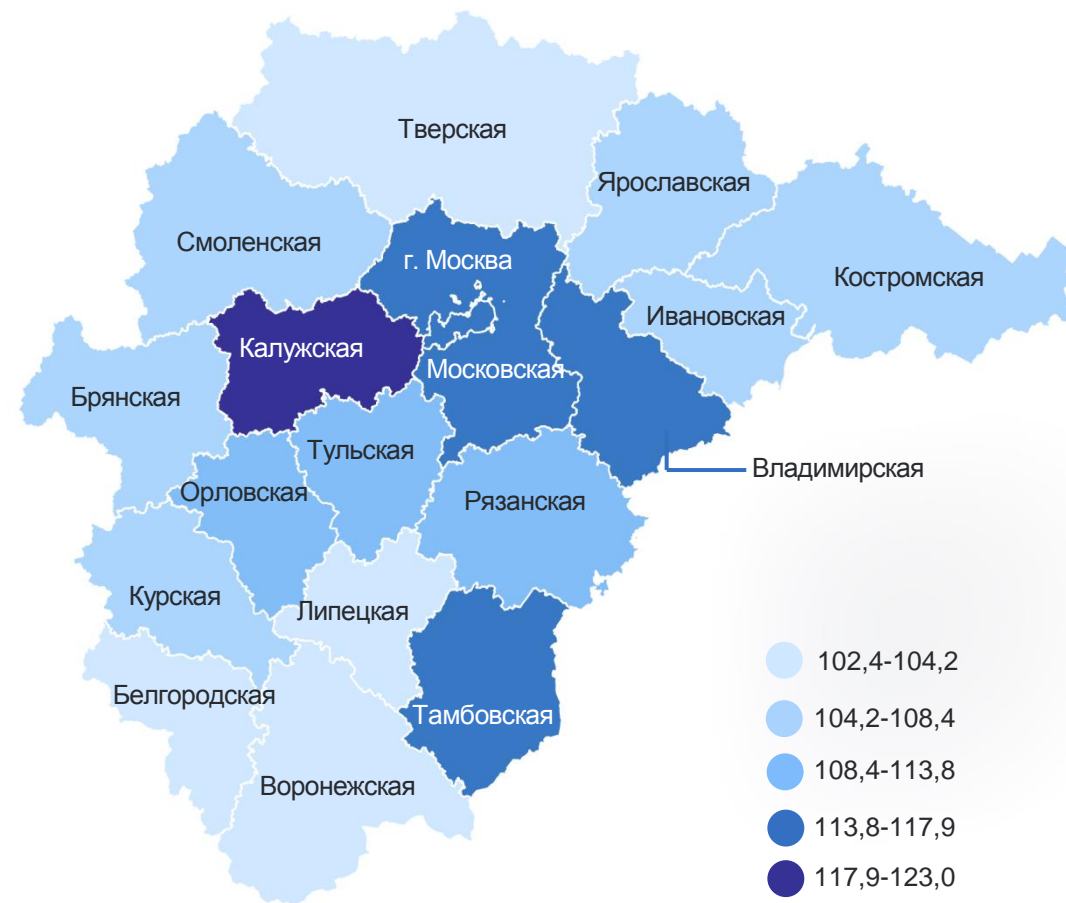 Тверская
Ярославская
Смоленская
г. Москва
Костромская
Ивановская
Калужская
Московская
Брянская
Тульская
Владимирская
Орловская
Рязанская
Курская
Липецкая
Белгородская
Тамбовская
Воронежская
102,4-104,2
104,2-108,4
108,4-113,8
113,8-117,9
117,9-123,0